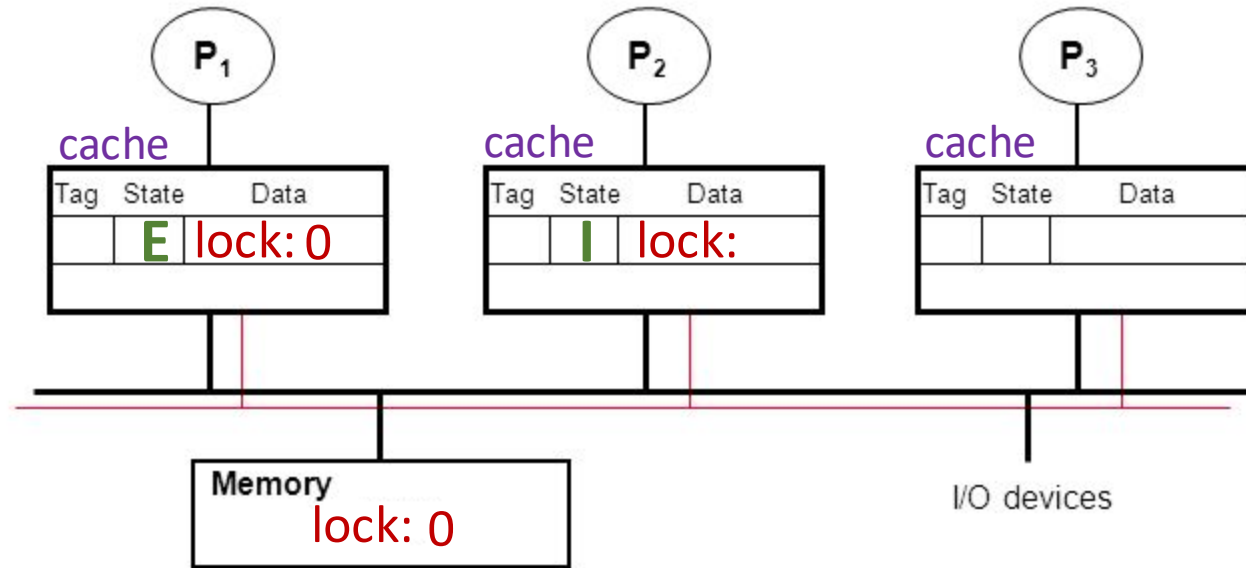 P1 P2 P3
cache cache cache
Tag State Data Tag State Data Tag State Data
E lock: 0 I lock:
Memory
lock: 0
I/O devices